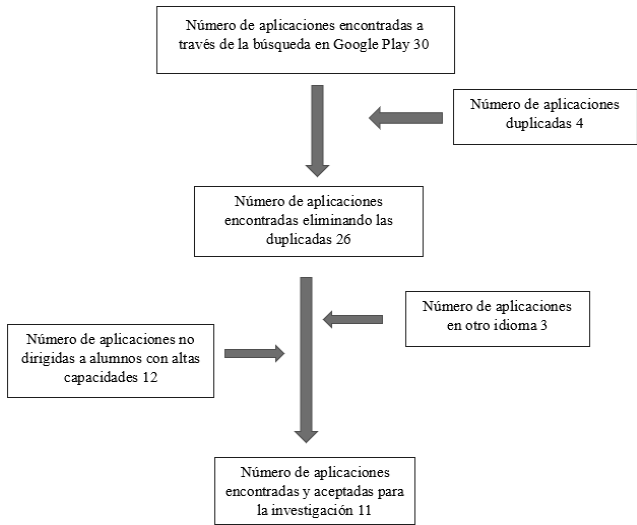 Número de aplicaciones encontradas a
través de la búsqueda en Google Play 30
Número de aplicaciones
duplicadas 4
Número de aplicaciones
encontradas eliminando las
duplicadas 26
Número de aplicaciones
en otro idioma 3
Número de aplicaciones no
dirigidas a alumnos con altas
capacidades 12
Número de aplicaciones
encontradas y aceptadas para
la investigación 11